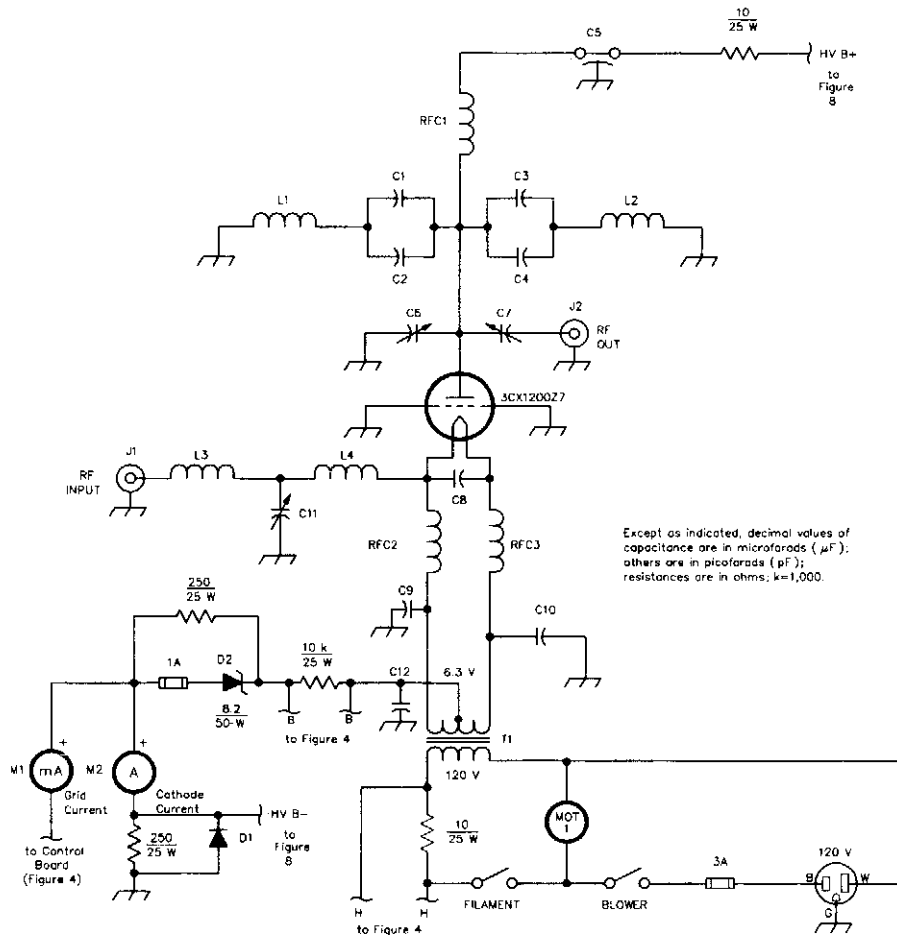 10
25 W
C5
HV B+
to
Figure
8
RFC1
C1
C3
L1
L2
C2
C4
C6
C7
J2
RF
OUT
3CX1200Z7
J1
L3
L4
RF
INPUT
C8
C11
RFC2
RFC3
Except as indicated, decimal values of
capacitance are in microfarads ( µF);
others are in picofarads ( pF);
resistances are in ohms; k=1,000.
250
25 W
C9
C10
1A
D2
10 k
25 W
C12
6.3 V
8.2
50-W
B
B
to Figure 4
T1
120 V
+
+
M1
mA
M2
A
Grid
Current
Cathode
Current
HV B-
to
Figure
8
D1
250
25 W
to Control
Board
(Figure 4)
10
25 W
MOT
1
3A
120 V
B
W
G
FILAMENT
BLOWER
H
H
to Figure 4